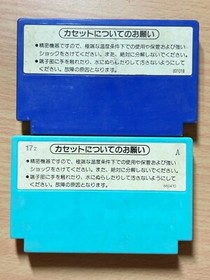 カセットについてのお願い
●精密機器ですので、極端な温度条件下での使用や保管および強い
ショックをさけてください。また、絶対に分解しないでください。
●端子部に手を触れたり、水にぬらしたりして汚さないようにして
ください。故障の原因となります。
17 2
カセットについてのお願い
●精密機器ですので、極端な温度条件下での使用や保管および強い
ショックをさけてください。また、絶対に分解しないでください。
●端子部に手を触れたり、水にぬらしたりして汚さないようにして
ください。故障の原因となります。